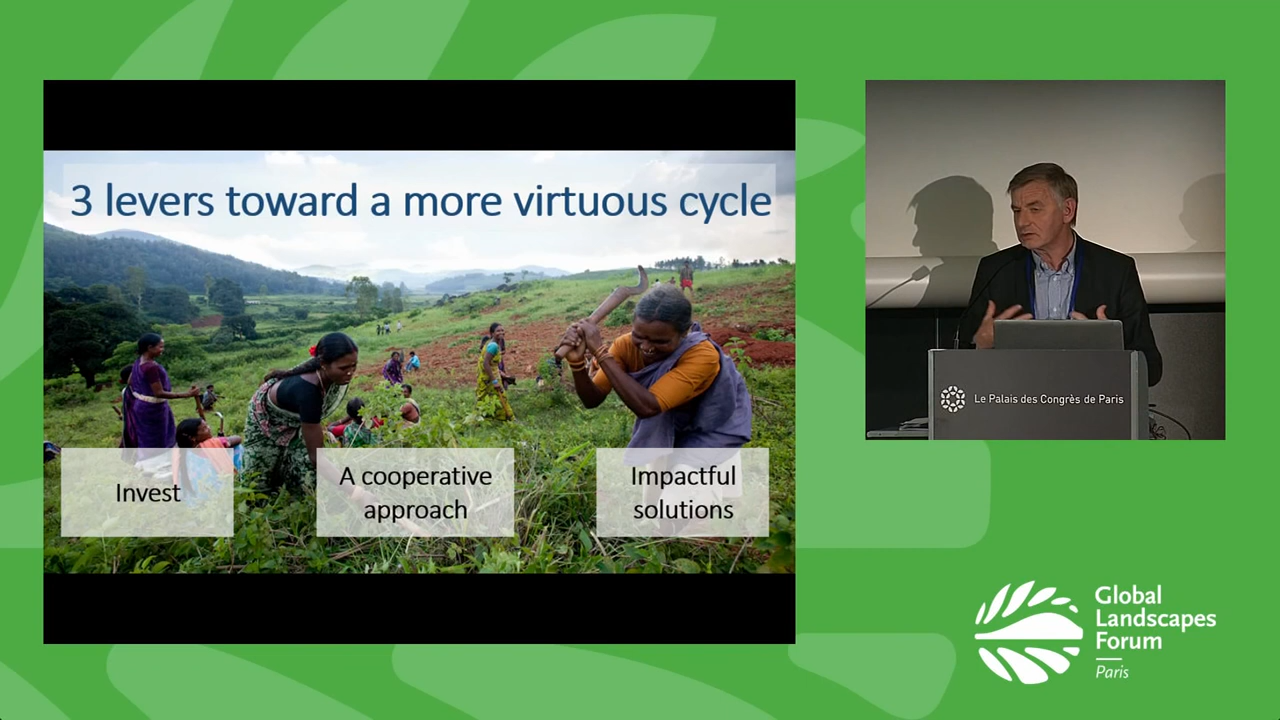 3 levers toward a more virtuous cycle
Invest
A cooperative
approach
Impactful
solutions
Le Palais des Congrès de Paris
Global
Landscapes
Forum
Paris